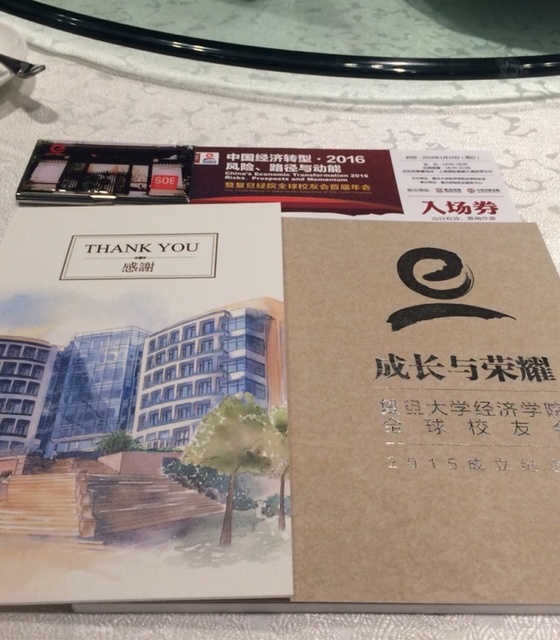 中国经济转型·2016
风险、路径与动能
China's Economic Transformation 2016
Risks, Prospects and Momentum
暨复旦经院全球校友会首届年会
SOE
入场券
THANK YOU
感謝
成长与荣耀
复旦大学经济学院
全球校友会
2015成立纪念